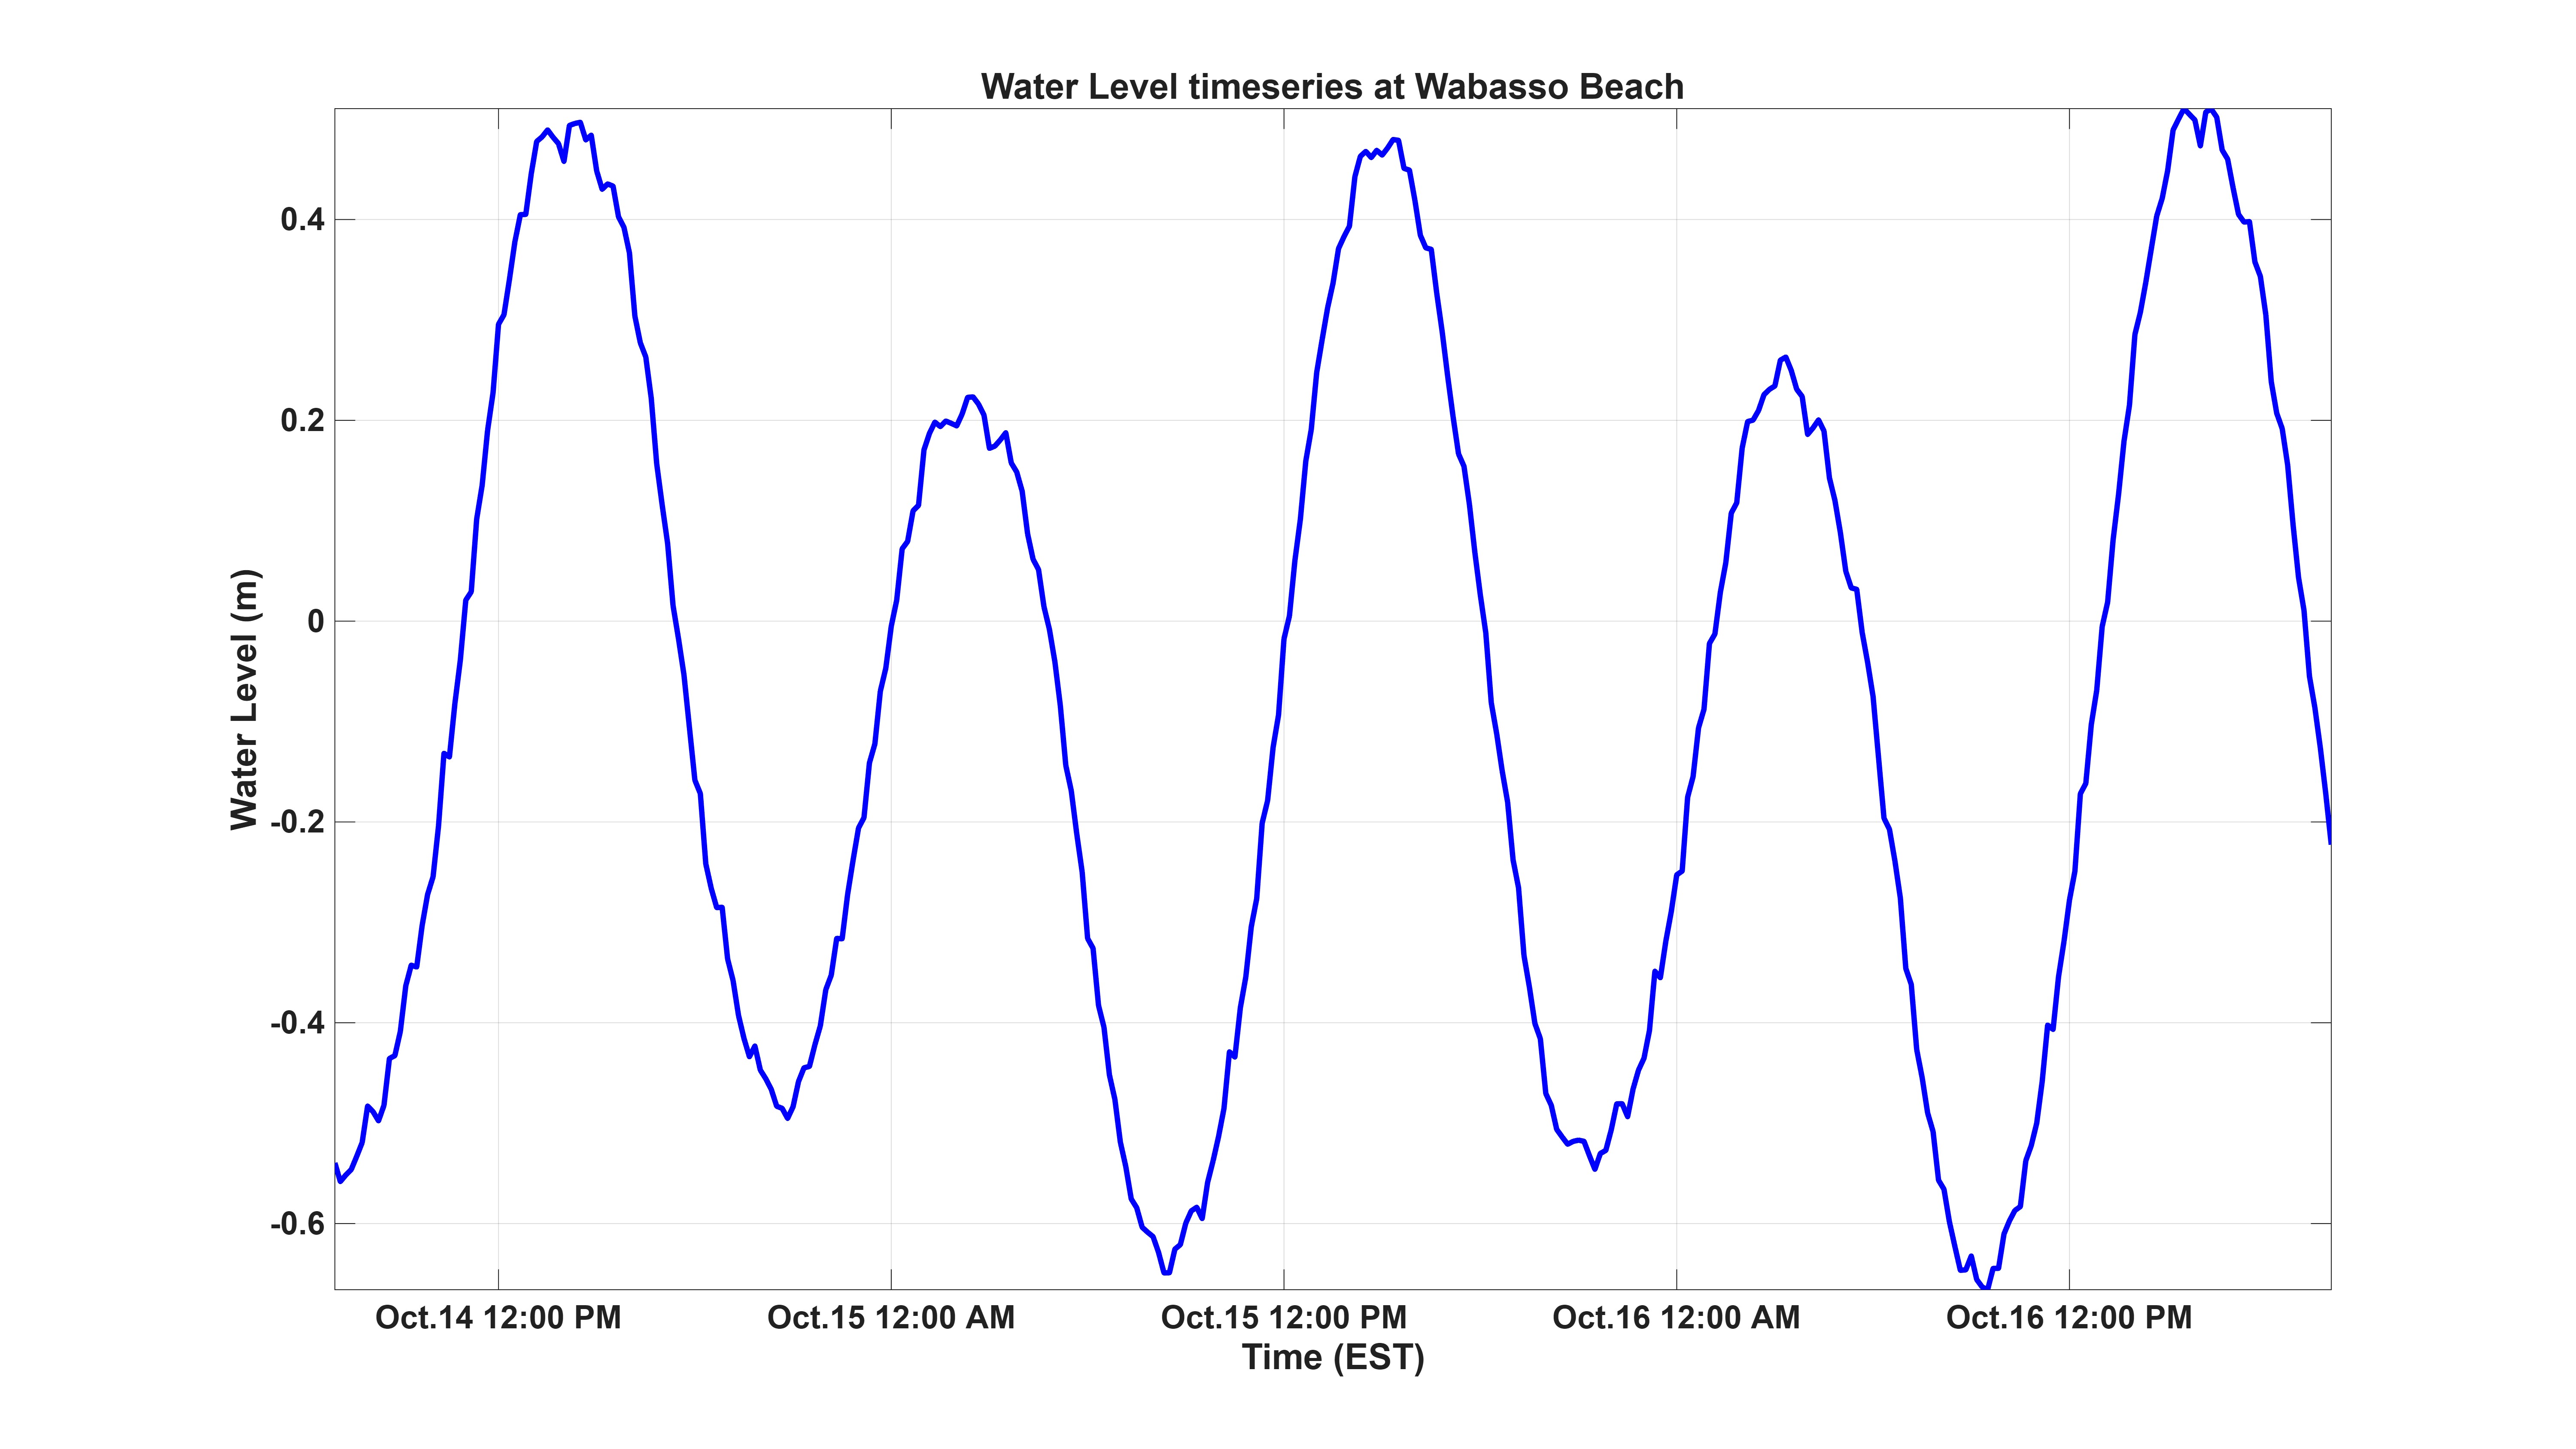 Water Level timeseries at Wabasso Beach
Water Level (m)
0.4
0.2
0
-0.2
-0.4
-0.6
Oct.14 12:00 PM
Oct.15 12:00 AM
Oct.15 12:00 PM
Oct.16 12:00 AM
Oct.16 12:00 PM
Time (EST)